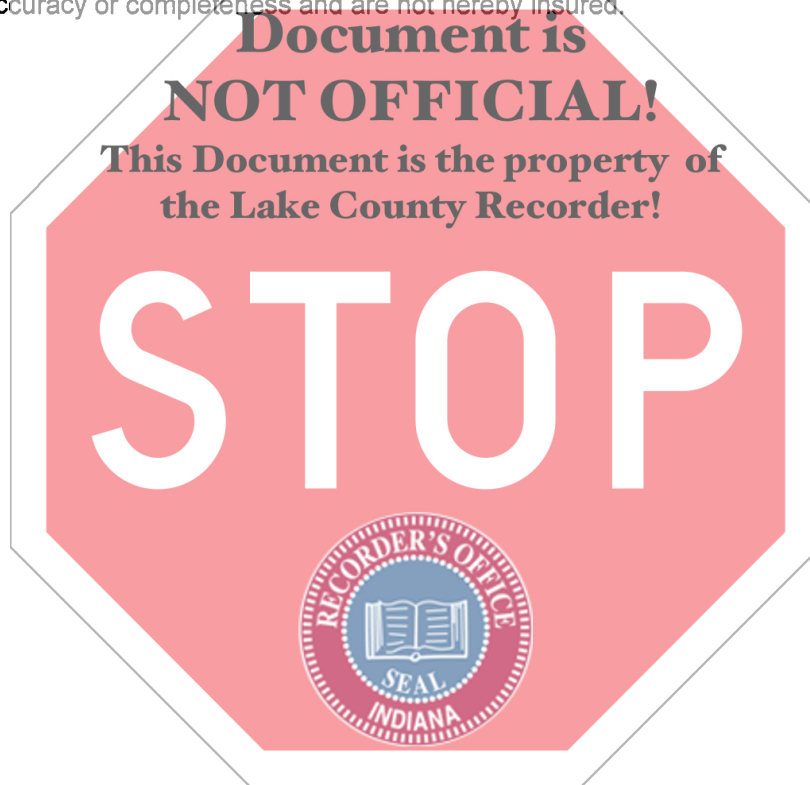 accuracy or completeness and are not hereby insured.
Document is
NOT OFFICIAL!
This Document is the property of
the Lake County Recorder!
STOP
RECORDER'S OFFICE
SEAL
INDIANA